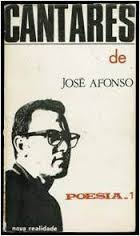 CANTARES
de
JOSÉ AFONSO
POESIA.1
nova realidade